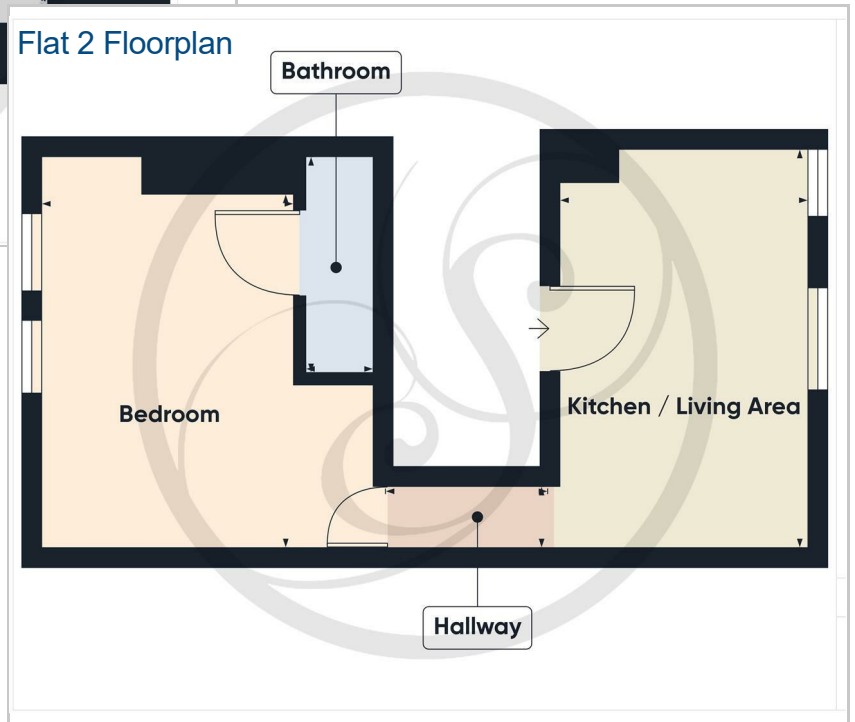 Flat 2 Floorplan
Bathroom
Bedroom
Kitchen / Living Area
Hallway